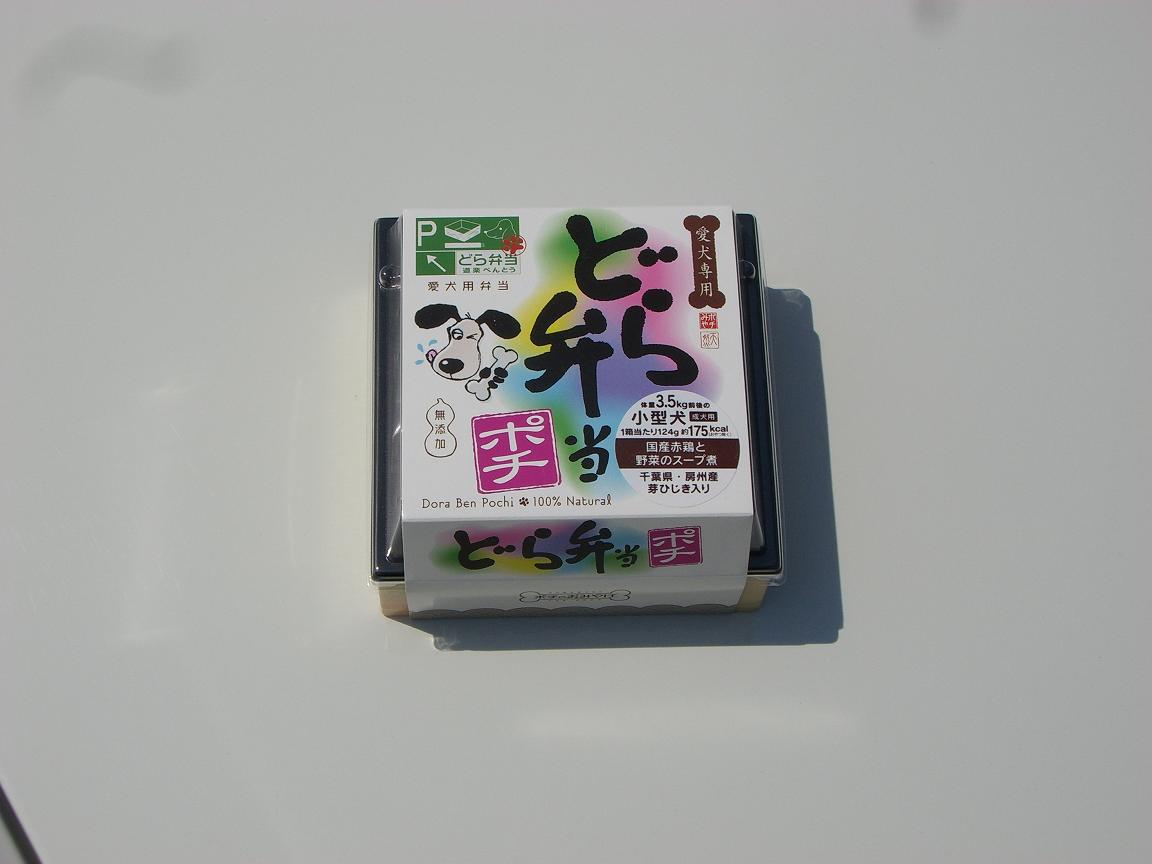 P
どら弁当
道楽べんとう
愛犬用弁当
どら弁当
愛犬専用
無添加
ポチ
体重3.5kg前後の
小型犬 成犬用
1箱当たり124g 約175kcal
国産赤鶏と
野菜のスープ煮
千葉県・房州産
芽ひじき入り
Dora Ben Pochi 100% Natural
どら弁当 ポチ